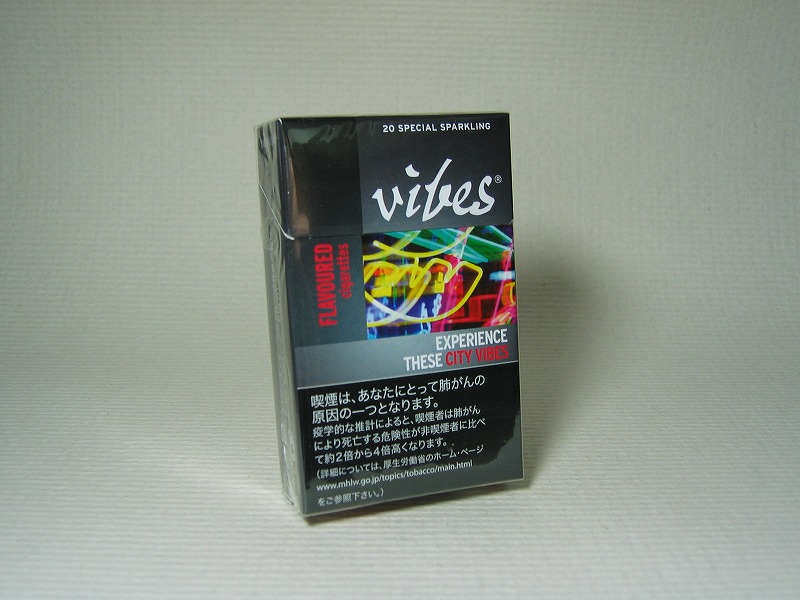 20 SPECIAL SPARKLING
vibes®
FLAVOURED
cigarettes
EXPERIENCE
THESE CITY VIBES
喫煙は、あなたにとって肺がんの
原因の一つとなります。
疫学的な推計によると、喫煙者は肺がん
により死亡する危険性が非喫煙者に比べ
て約2倍から4倍高くなります。
(詳細については、厚生労働省のホーム・ページ
www.mhlw.go.jp/topics/tobacco/main.html
をご参照下さい。)